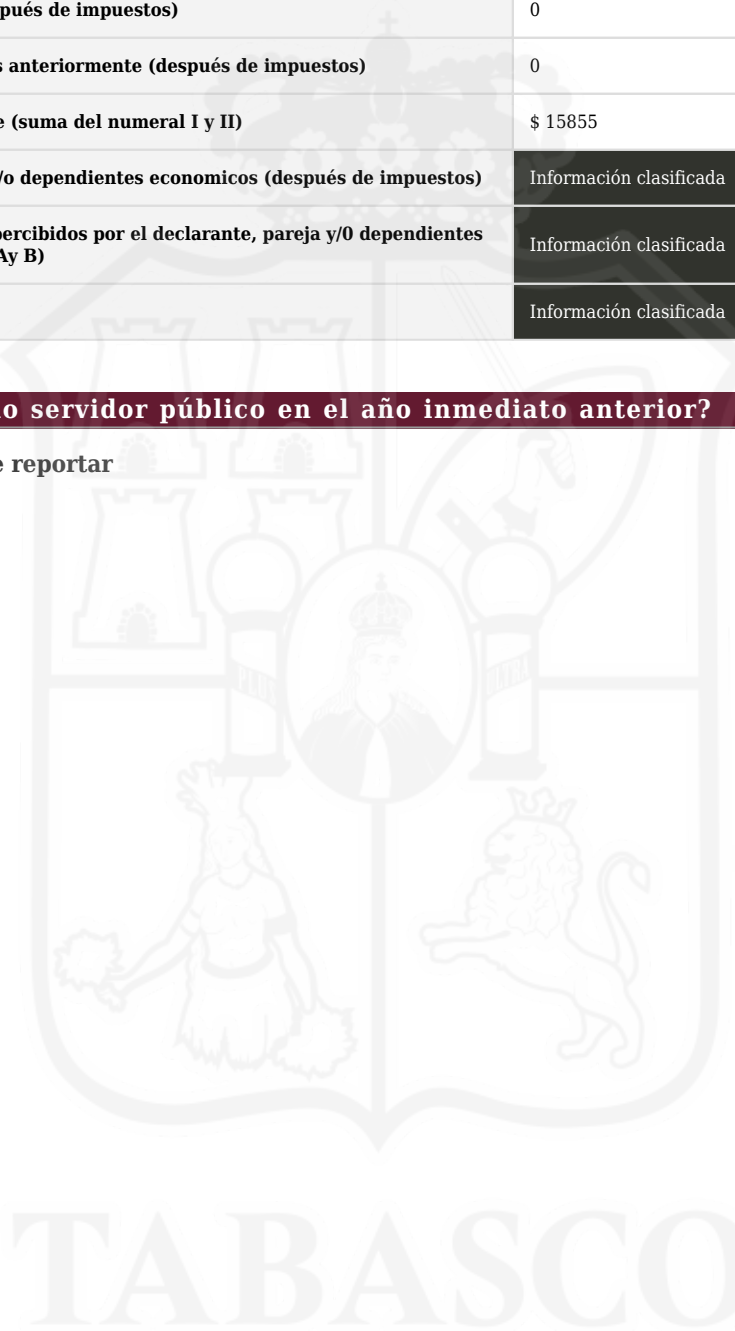 pués de impuestos)
0
s anteriormente (después de impuestos)
0
e (suma del numeral I y II)
$ 15855
/o dependientes economicos (después de impuestos)
Información clasificada
percibidos por el declarante, pareja y/0 dependientes
Ay B)
Información clasificada
Información clasificada
o servidor público en el año inmediato anterior?
e reportar
PLUS
ULTRA
TABASCO